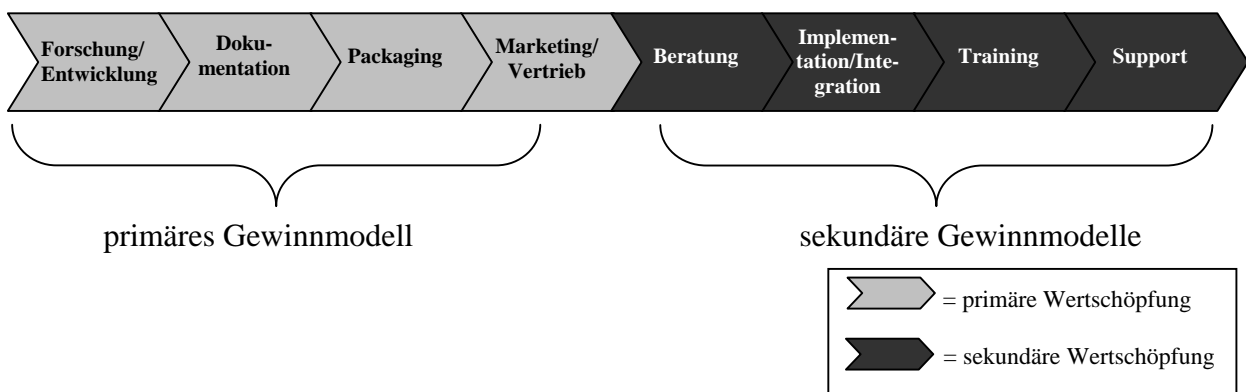 Forschung/
Entwicklung
Doku-
mentation
Packaging
Marketing/
Vertrieb
Beratung
Implemen-
tation/Inte-
gration
Training
Support
primäres Gewinnmodell
sekundäre Gewinnmodelle
= primäre Wertschöpfung
= sekundäre Wertschöpfung